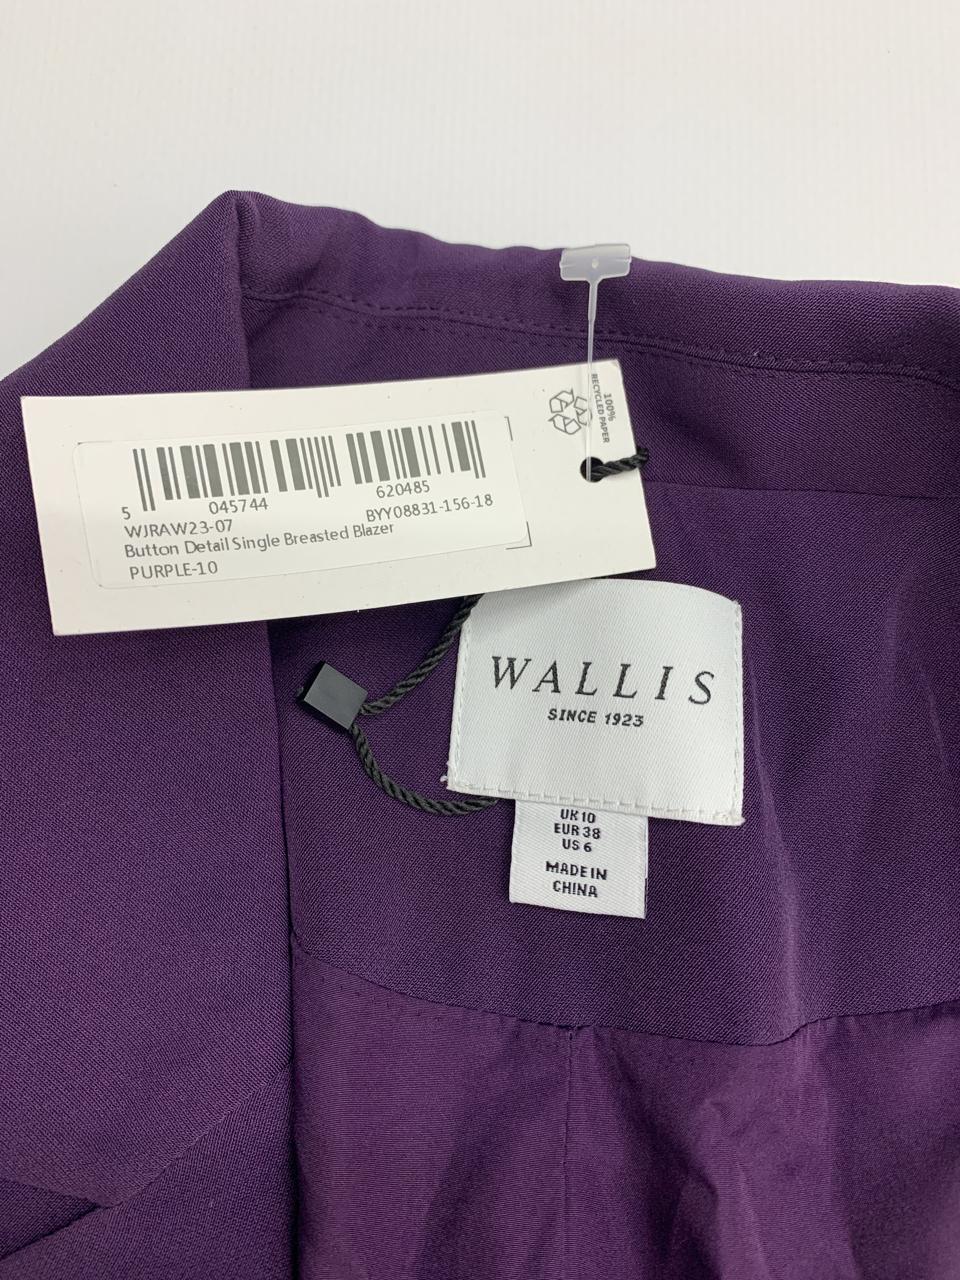 100%
RECYCLED PAPER
5 045744 620485
WJRAW23-07 BYY08831-156-18
Button Detail Single Breasted Blazer
PURPLE-10
WALLIS
SINCE 1923
UK 10
EUR 38
US 6
MADE IN
CHINA